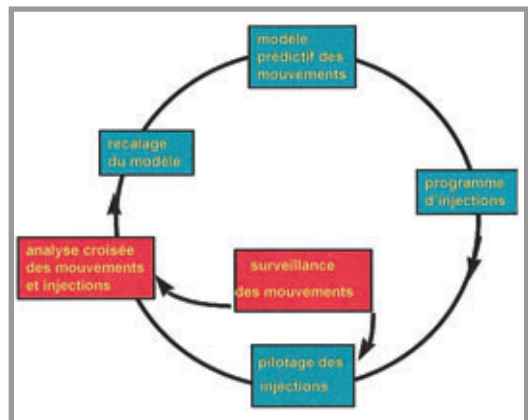 modèle
prédictif des
mouvements
recalage
du modèle
programme
d'injections
analyse croisée
des mouvements
et injections
surveillance
des mouvements
pilotage des
injections